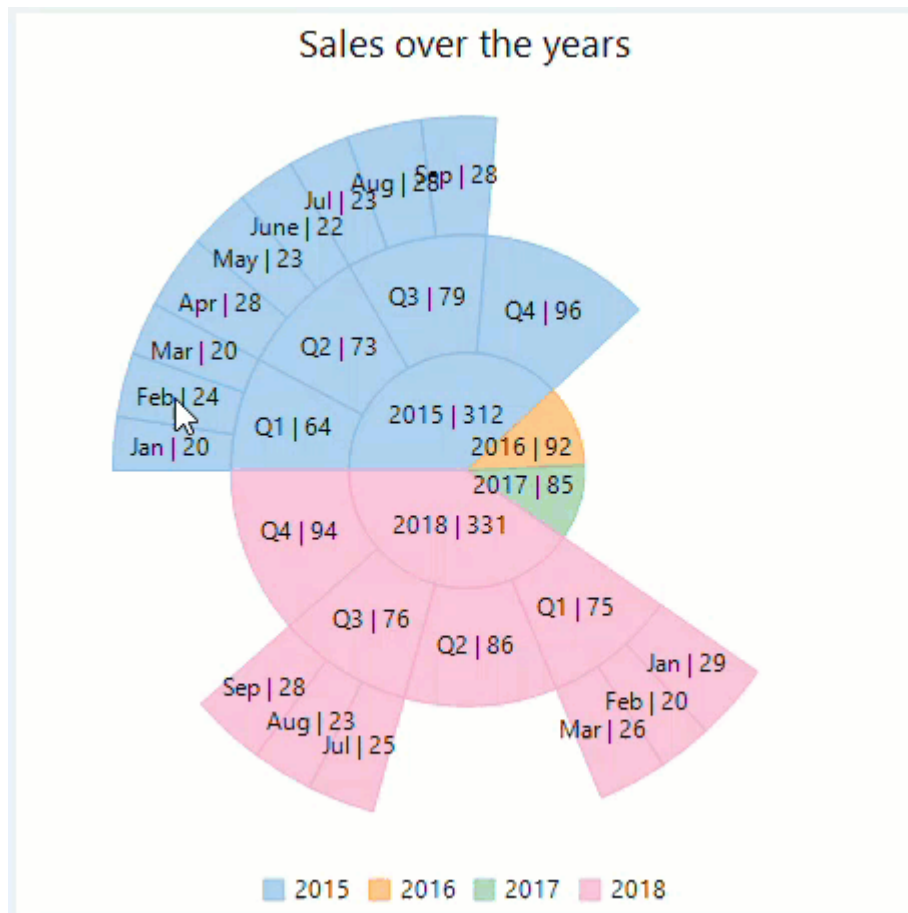 Sales over the years
Sep | 28
Aug | 28
Jul | 23
June | 22
May | 23
Apr | 28
Mar | 20
Feb | 24
Jan | 20
Q3 | 79
Q4 | 96
Q2 | 73
Q1 | 64
2015 | 312
2016 | 92
2017 | 85
2018 | 331
Q4 | 94
Q3 | 76
Q2 | 86
Q1 | 75
Jan | 29
Feb | 20
Mar | 26
Sep | 28
Aug | 23
Jul | 25
2015 2016 2017 2018